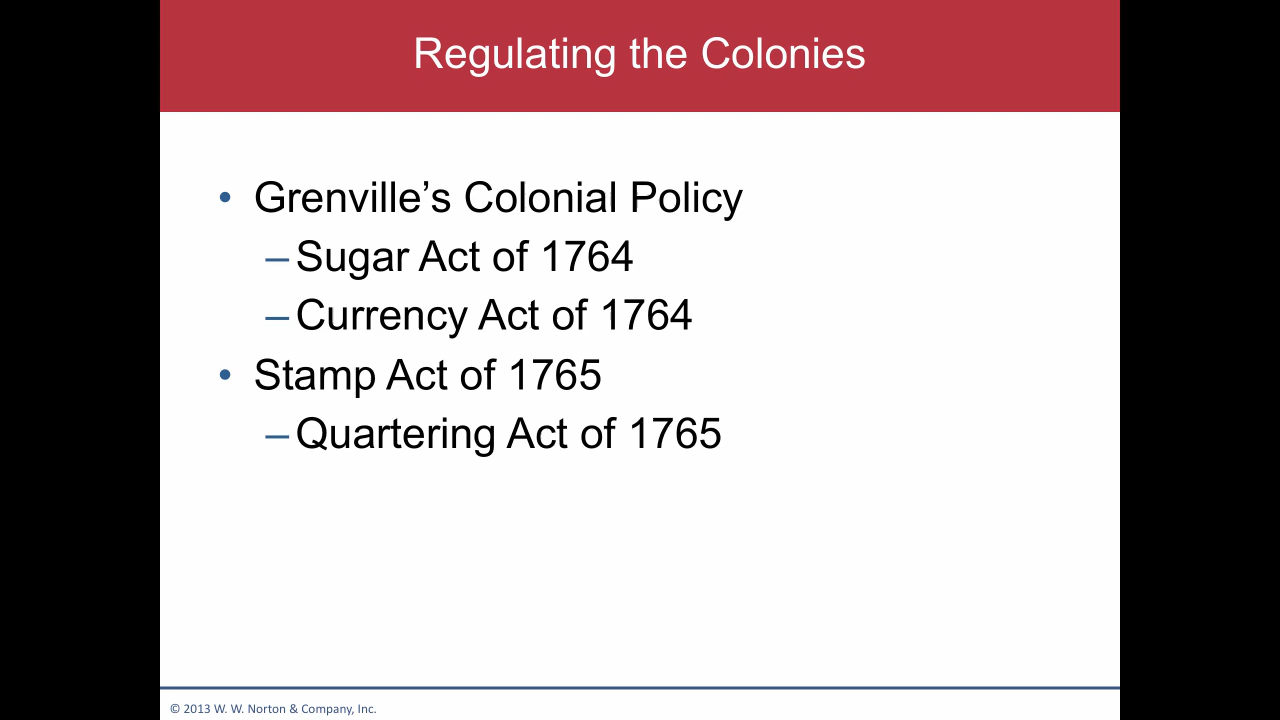 Regulating the Colonies
• Grenville’s Colonial Policy
– Sugar Act of 1764
– Currency Act of 1764
• Stamp Act of 1765
– Quartering Act of 1765
© 2013 W. W. Norton & Company, Inc.